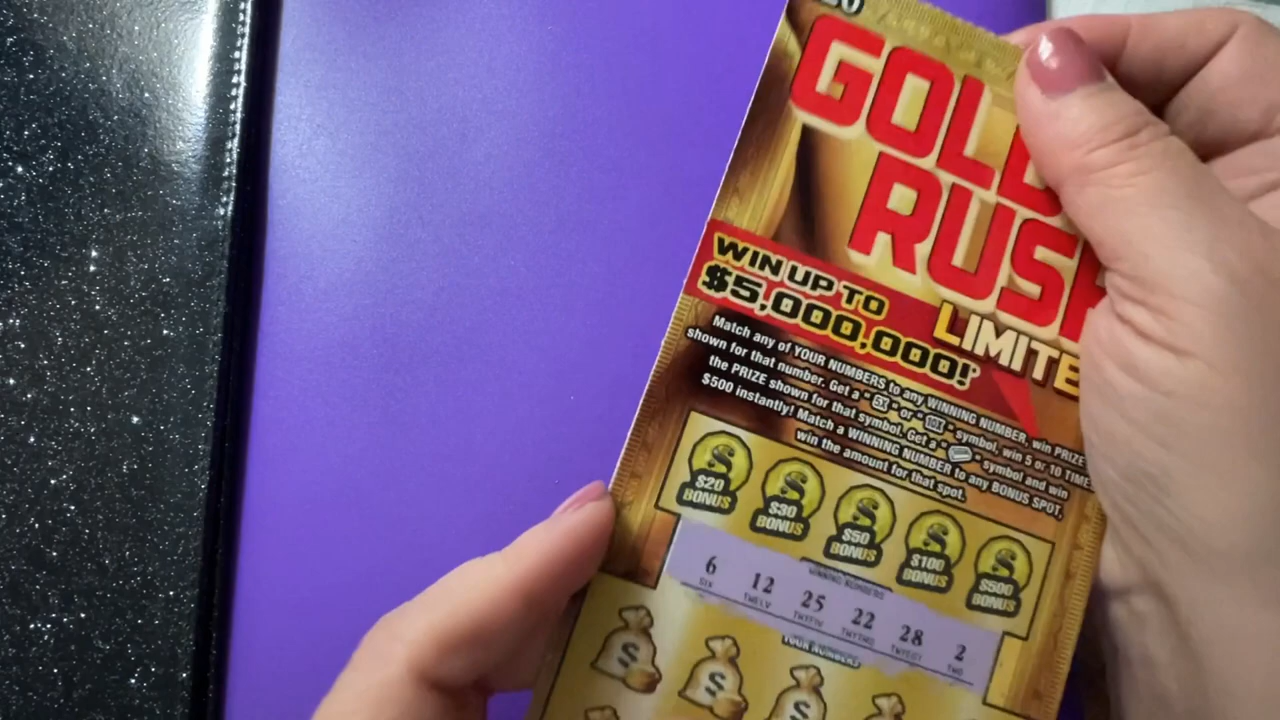 GOLD
RUSH
WIN UP TO
$5,000,000!
LIMITE
Match any of YOUR NUMBERS to any WINNING NUMBER, win PRIZE
shown for that number. Get a "5X" or "10X" symbol, win 5 or 10 TIME
the PRIZE shown for that symbol. Get a " " symbol and win
$500 instantly! Match a WINNING NUMBER to any BONUS SPOT,
win the amount for that spot.
$20 BONUS
$30 BONUS
$50 BONUS
$100 BONUS
$500 BONUS
WINNING NUMBERS
6 12 25 22 28 2
SIX TWELV TWYFIV TWYTWO TWYEGT TWO
YOUR NUMBERS